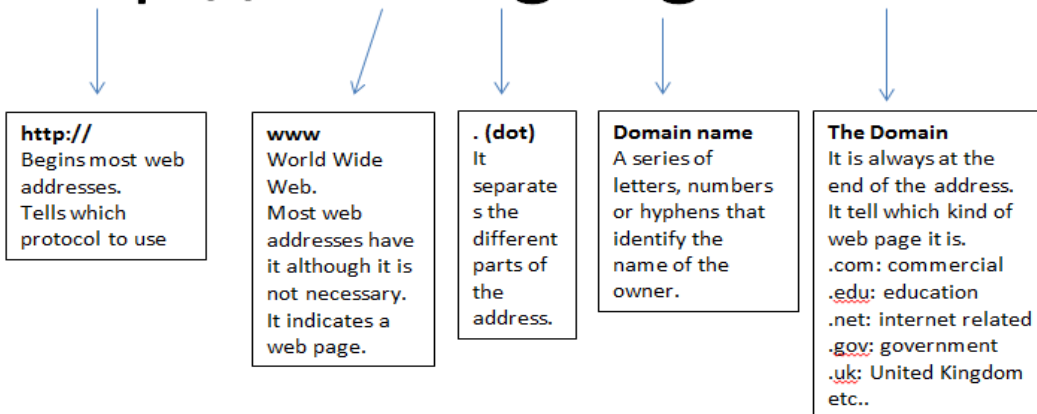 http://
Begins most web
addresses.
Tells which
protocol to use
www
World Wide
Web.
Most web
addresses have
it although it is
not necessary.
It indicates a
web page.
. (dot)
It
separate
s the
different
parts of
the
address.
Domain name
A series of
letters, numbers
or hyphens that
identify the
name of the
owner.
The Domain
It is always at the
end of the address.
It tell which kind of
web page it is.
.com: commercial
.edu: education
.net: internet related
.gov: government
.uk: United Kingdom
etc..